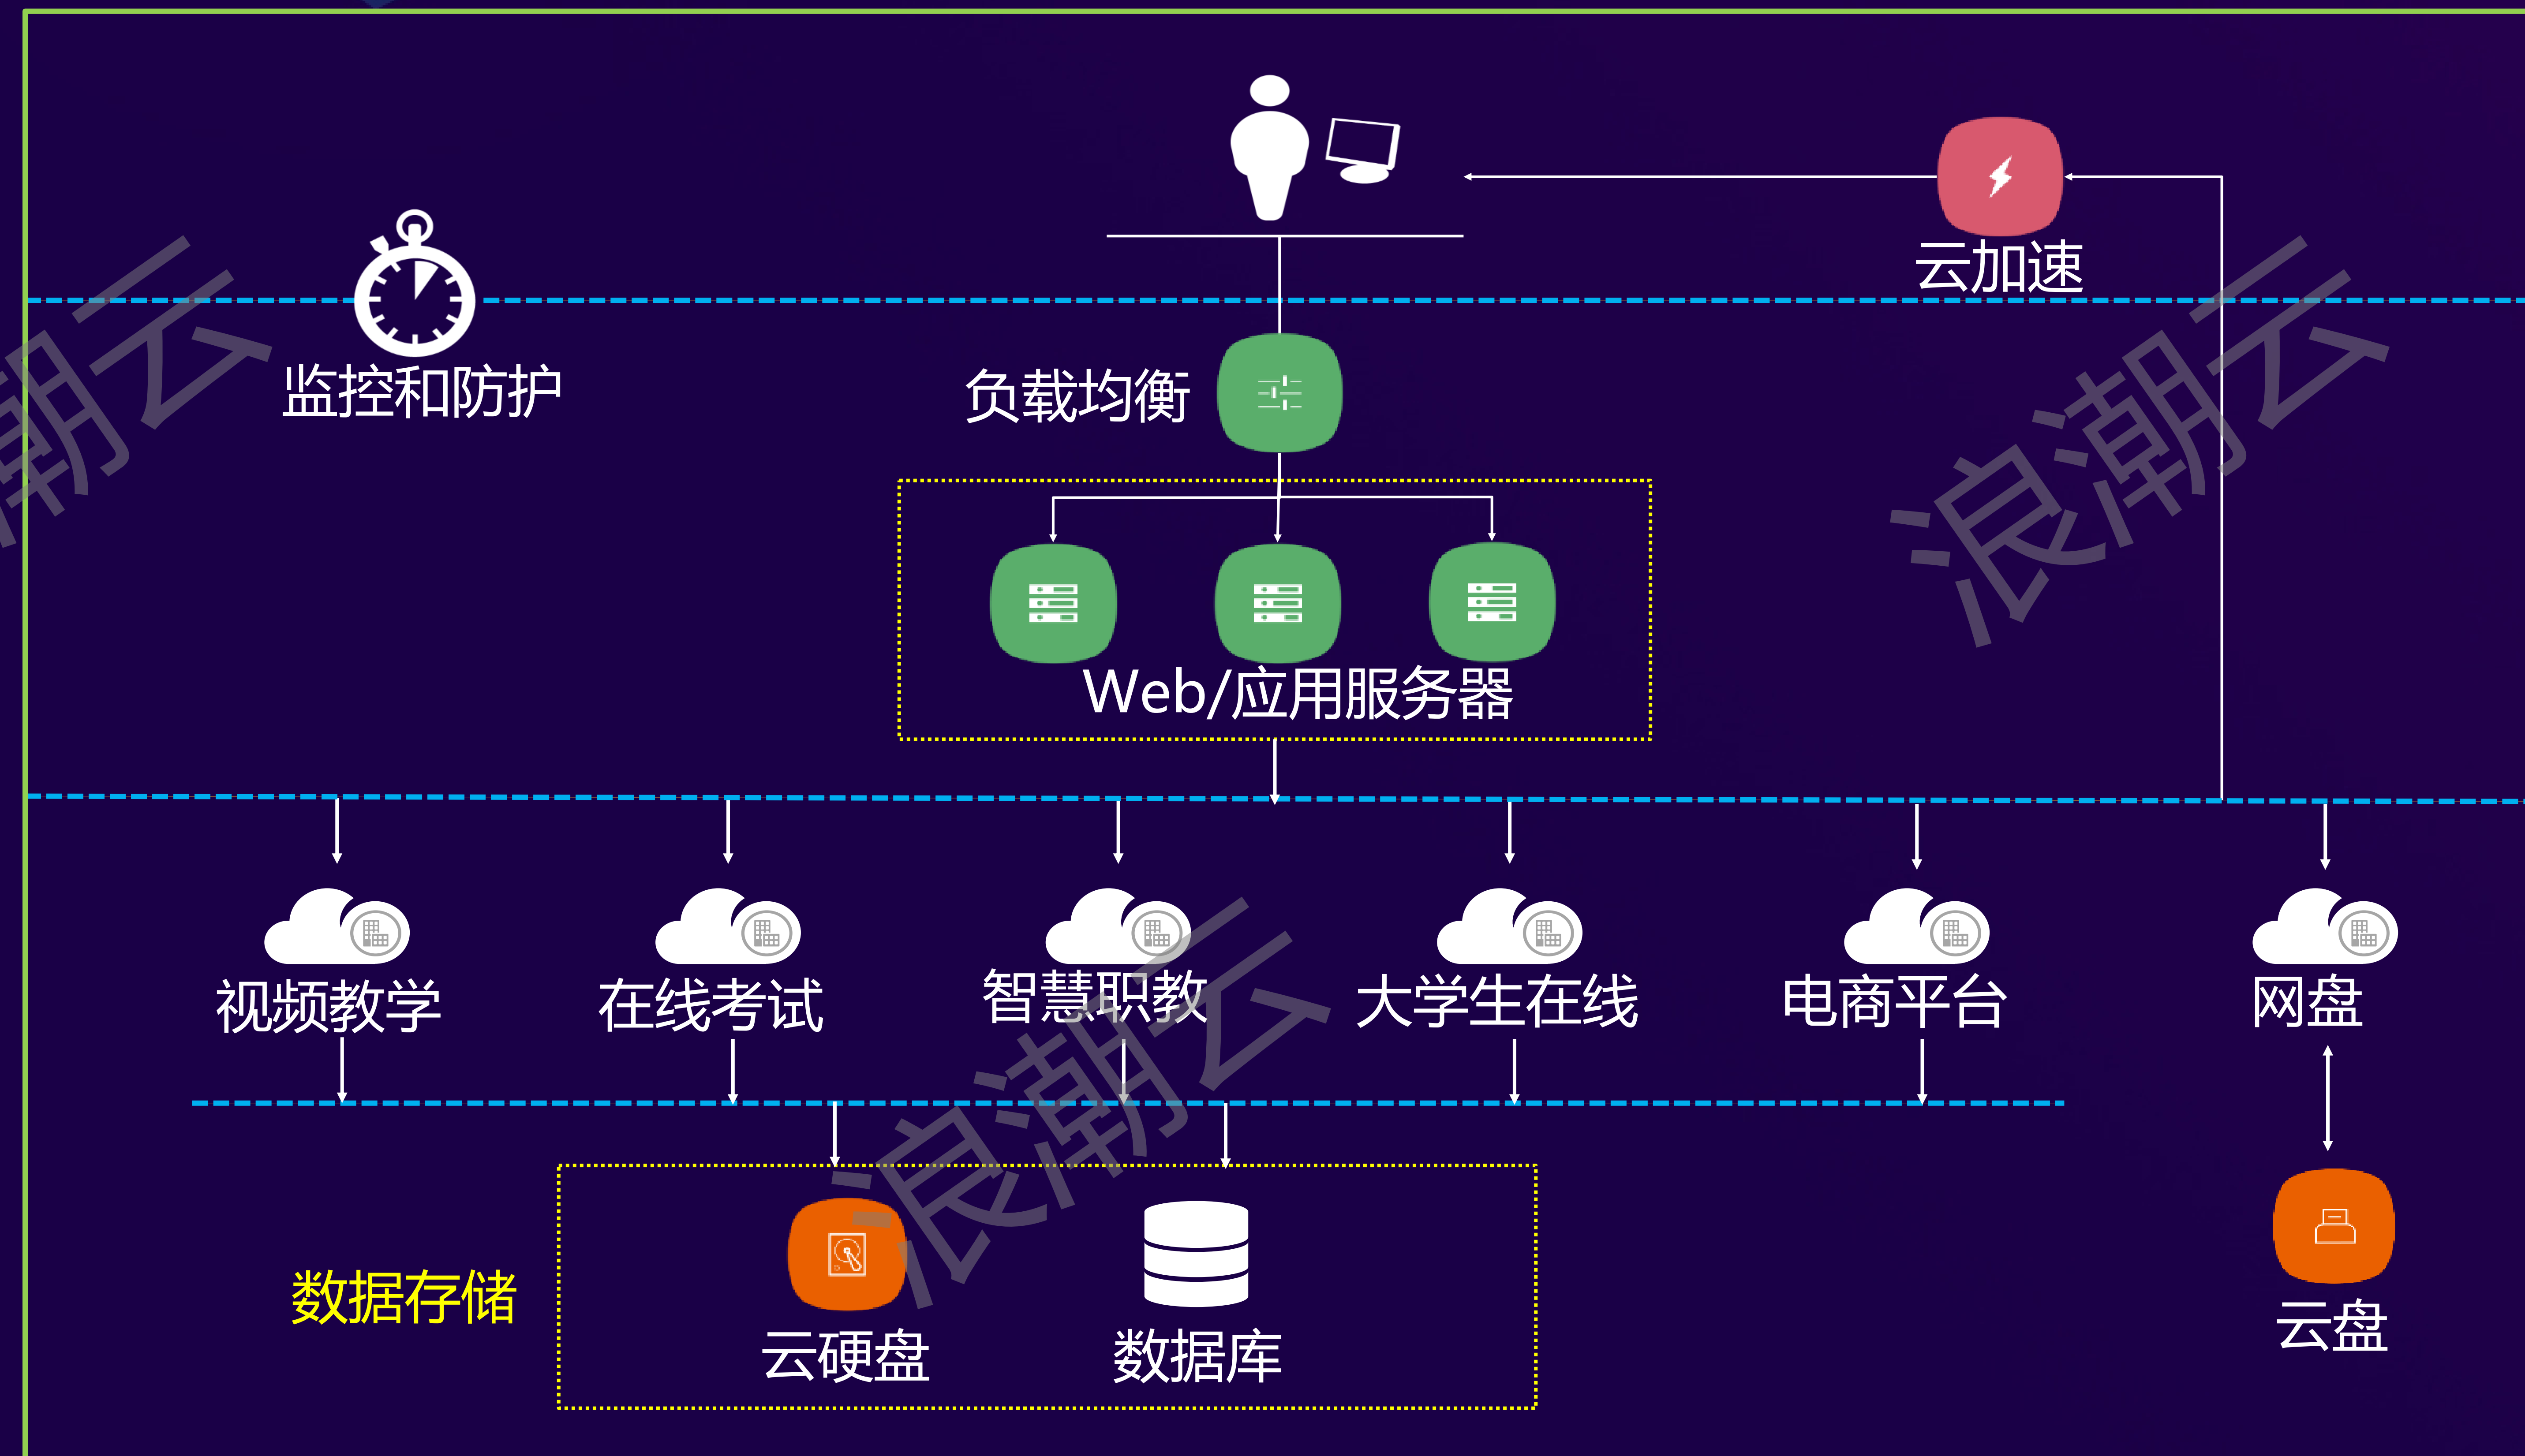 云加速
监控和防护
负载均衡
Web/应用服务器
视频教学
在线考试
智慧职教
大学生在线
电商平台
网盘
数据存储
云硬盘
数据库
云盘
潮云
浪潮云
浪潮云